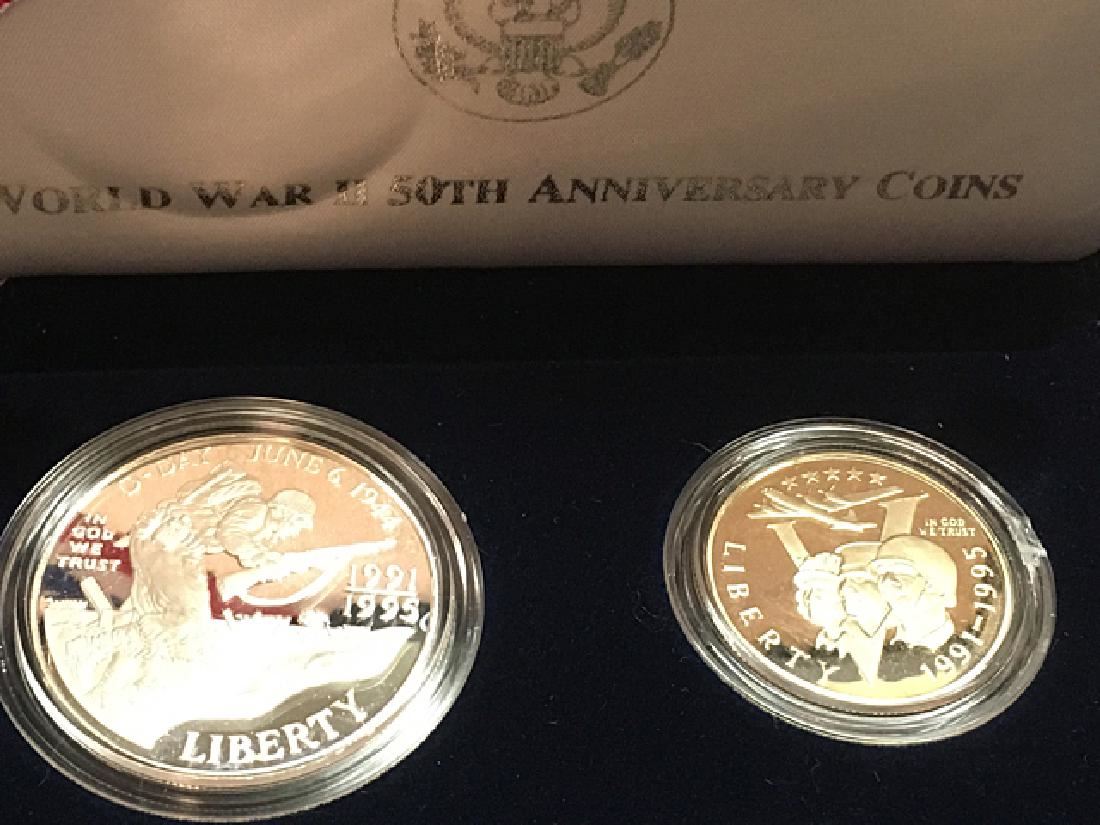 WORLD WAR II 50TH ANNIVERSARY COINS
D-DAY JUNE 6, 1944
IN
GOD
WE
TRUST
1991
1995
LIBERTY
IN GOD
WE TRUST
LIBERTY
1991-1995